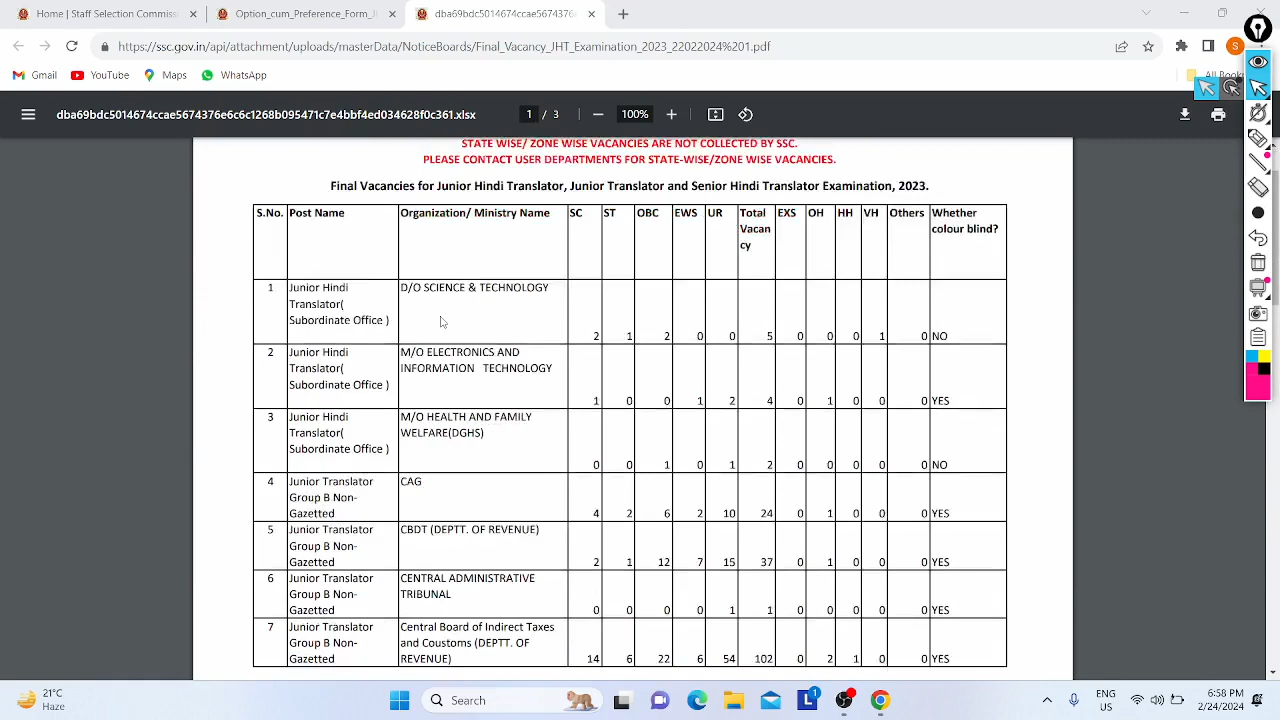 Home | Staff Selection Commissi
Option_cum_Preference_Form_J
dba69bdc5014674ccae5674376
https://ssc.gov.in/api/attachment/uploads/masterData/NoticeBoards/Final_Vacancy_JHT_Examination_2023_22022024%201.pdf
S
Gmail YouTube Maps WhatsApp
dba69bdc5014674ccae5674376e6c6c1268b095471c7e4bbf4ed034628f0c361.xlsx 1 / 3 100%
STATE WISE/ ZONE WISE VACANCIES ARE NOT COLLECTED BY SSC.
PLEASE CONTACT USER DEPARTMENTS FOR STATE-WISE/ZONE WISE VACANCIES.
Final Vacancies for Junior Hindi Translator, Junior Translator and Senior Hindi Translator Examination, 2023.
S.No. Post Name Organization/ Ministry Name SC ST OBC EWS UR Total EXS OH HH VH Others Whether
Vacan colour blind?
cy
1 Junior Hindi D/O SCIENCE & TECHNOLOGY
Translator(
Subordinate Office ) 2 1 2 0 0 5 0 0 0 1 0 NO
2 Junior Hindi M/O ELECTRONICS AND
Translator( INFORMATION TECHNOLOGY
Subordinate Office ) 1 0 0 1 2 4 0 1 0 0 0 YES
3 Junior Hindi M/O HEALTH AND FAMILY
Translator( WELFARE(DGHS)
Subordinate Office ) 0 0 1 0 1 2 0 0 0 0 0 NO
4 Junior Translator CAG
Group B Non-
Gazetted 4 2 6 2 10 24 0 1 0 0 0 YES
5 Junior Translator CBDT (DEPTT. OF REVENUE)
Group B Non-
Gazetted 2 1 12 7 15 37 0 1 0 0 0 YES
6 Junior Translator CENTRAL ADMINISTRATIVE
Group B Non- TRIBUNAL
Gazetted 0 0 0 0 1 1 0 0 0 0 0 YES
7 Junior Translator Central Board of Indirect Taxes
Group B Non- and Coustoms (DEPTT. OF
Gazetted REVENUE) 14 6 22 6 54 102 0 2 1 0 0 YES
21°C
Haze
Search
L 1
ENG
US
6:58 PM
2/24/2024